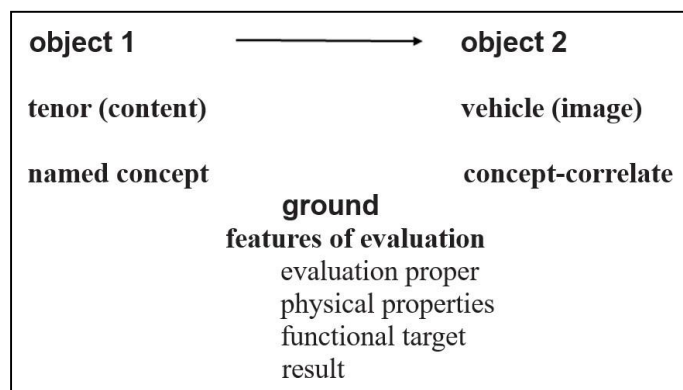 object 1 object 2
tenor (content) vehicle (image)
named concept concept-correlate
ground
features of evaluation
evaluation proper
physical properties
functional target
result